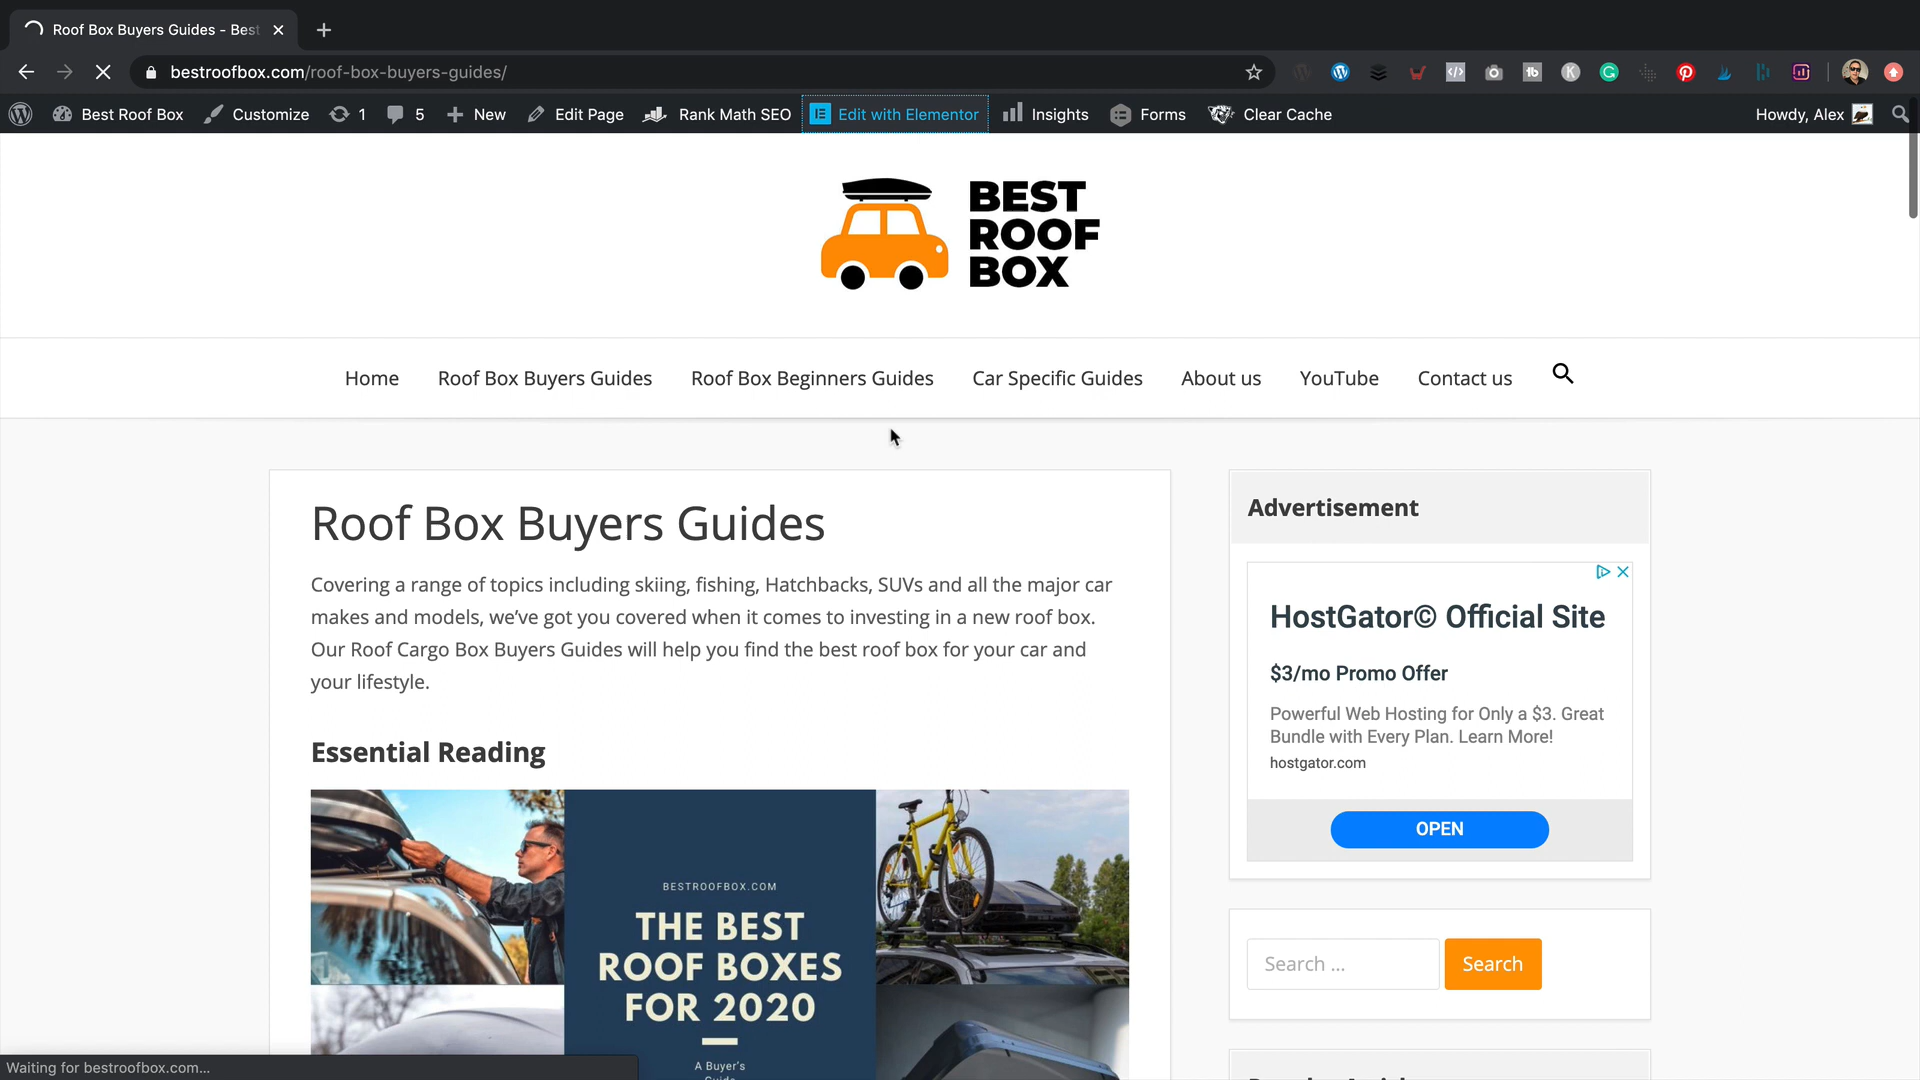 Roof Box Buyers Guides - Best
bestroofbox.com/roof-box-buyers-guides/
Best Roof Box Customize 1 5 New Edit Page Rank Math SEO Edit with Elementor Insights Forms Clear Cache Howdy, Alex
BEST
ROOF
BOX
Home Roof Box Buyers Guides Roof Box Beginners Guides Car Specific Guides About us YouTube Contact us
Roof Box Buyers Guides
Covering a range of topics including skiing, fishing, Hatchbacks, SUVs and all the major car
makes and models, we’ve got you covered when it comes to investing in a new roof box.
Our Roof Cargo Box Buyers Guides will help you find the best roof box for your car and
your lifestyle.
Essential Reading
BESTROOFBOX.COM
THE BEST
ROOF BOXES
FOR 2020
A Buyer's
Guide
Advertisement
HostGator© Official Site
$3/mo Promo Offer
Powerful Web Hosting for Only a $3. Great
Bundle with Every Plan. Learn More!
hostgator.com
OPEN
Search ... Search
Waiting for bestroofbox.com...